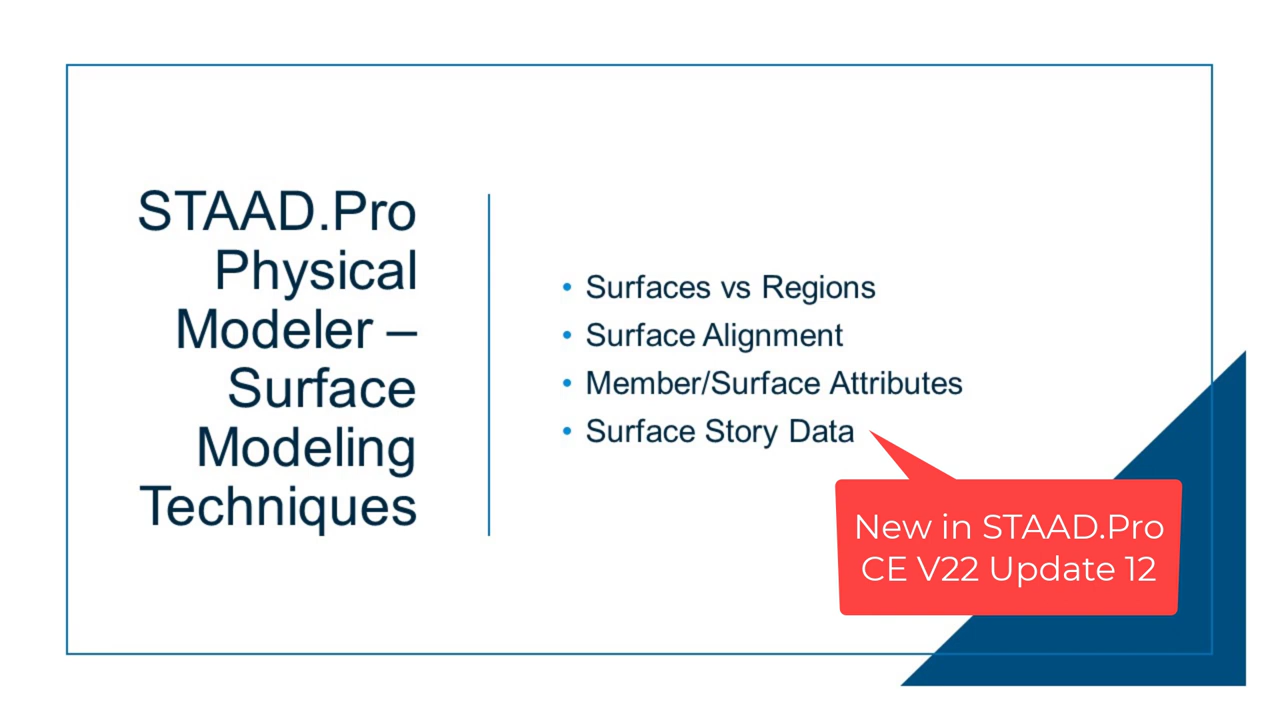 STAAD.Pro
Physical
Modeler –
Surface
Modeling
Techniques
• Surfaces vs Regions
• Surface Alignment
• Member/Surface Attributes
• Surface Story Data
New in STAAD.Pro
CE V22 Update 12